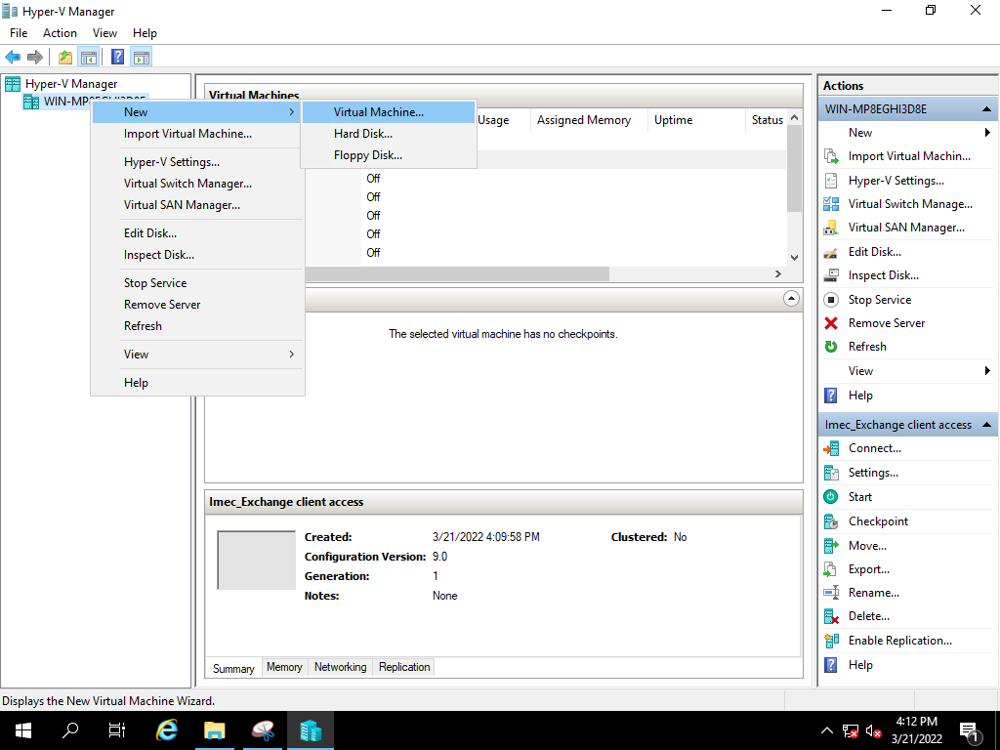 Hyper-V Manager
File Action View Help
Hyper-V Manager
New
Import Virtual Machine...
Hyper-V Settings...
Virtual Switch Manager...
Virtual SAN Manager...
Edit Disk...
Inspect Disk...
Stop Service
Remove Server
Refresh
View
Help
Virtual Machine...
Hard Disk...
Floppy Disk...
Virtual Machines
Usage Assigned Memory Uptime Status
Off
Off
Off
Off
Off
The selected virtual machine has no checkpoints.
Imec_Exchange client access
Created: 3/21/2022 4:09:58 PM Clustered: No
Configuration Version: 9.0
Generation: 1
Notes: None
Summary Memory Networking Replication
Actions
WIN-MP8EGHI3D8E
New
Import Virtual Machin...
Hyper-V Settings...
Virtual Switch Manage...
Virtual SAN Manager...
Edit Disk...
Inspect Disk...
Stop Service
Remove Server
Refresh
View
Help
Imec_Exchange client access
Connect...
Settings...
Start
Checkpoint
Move...
Export...
Rename...
Delete...
Enable Replication...
Help
Displays the New Virtual Machine Wizard.
4:12 PM
3/21/2022
1